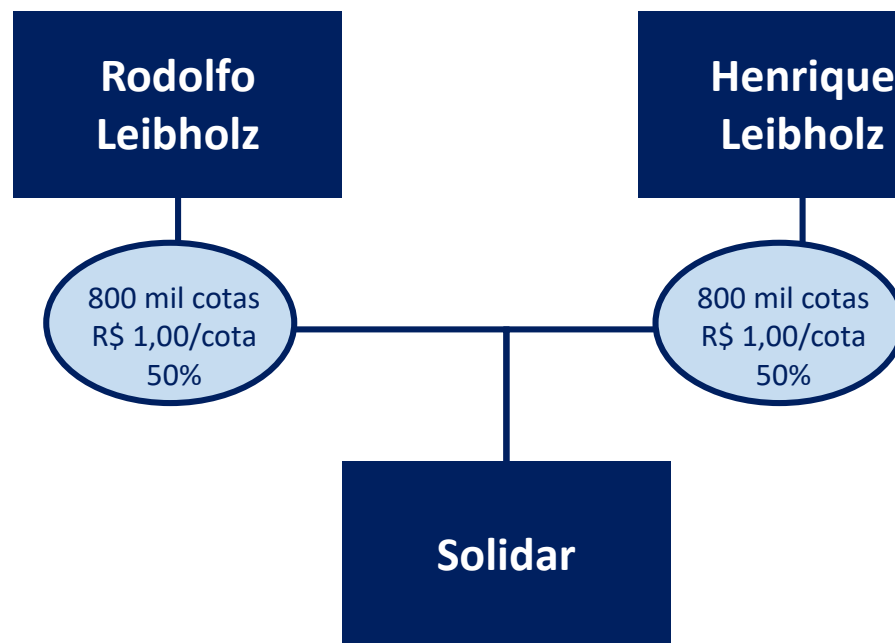 Rodolfo
Leibholz
Henrique
Leibholz
800 mil cotas
R$ 1,00/cota
50%
800 mil cotas
R$ 1,00/cota
50%
Solidar